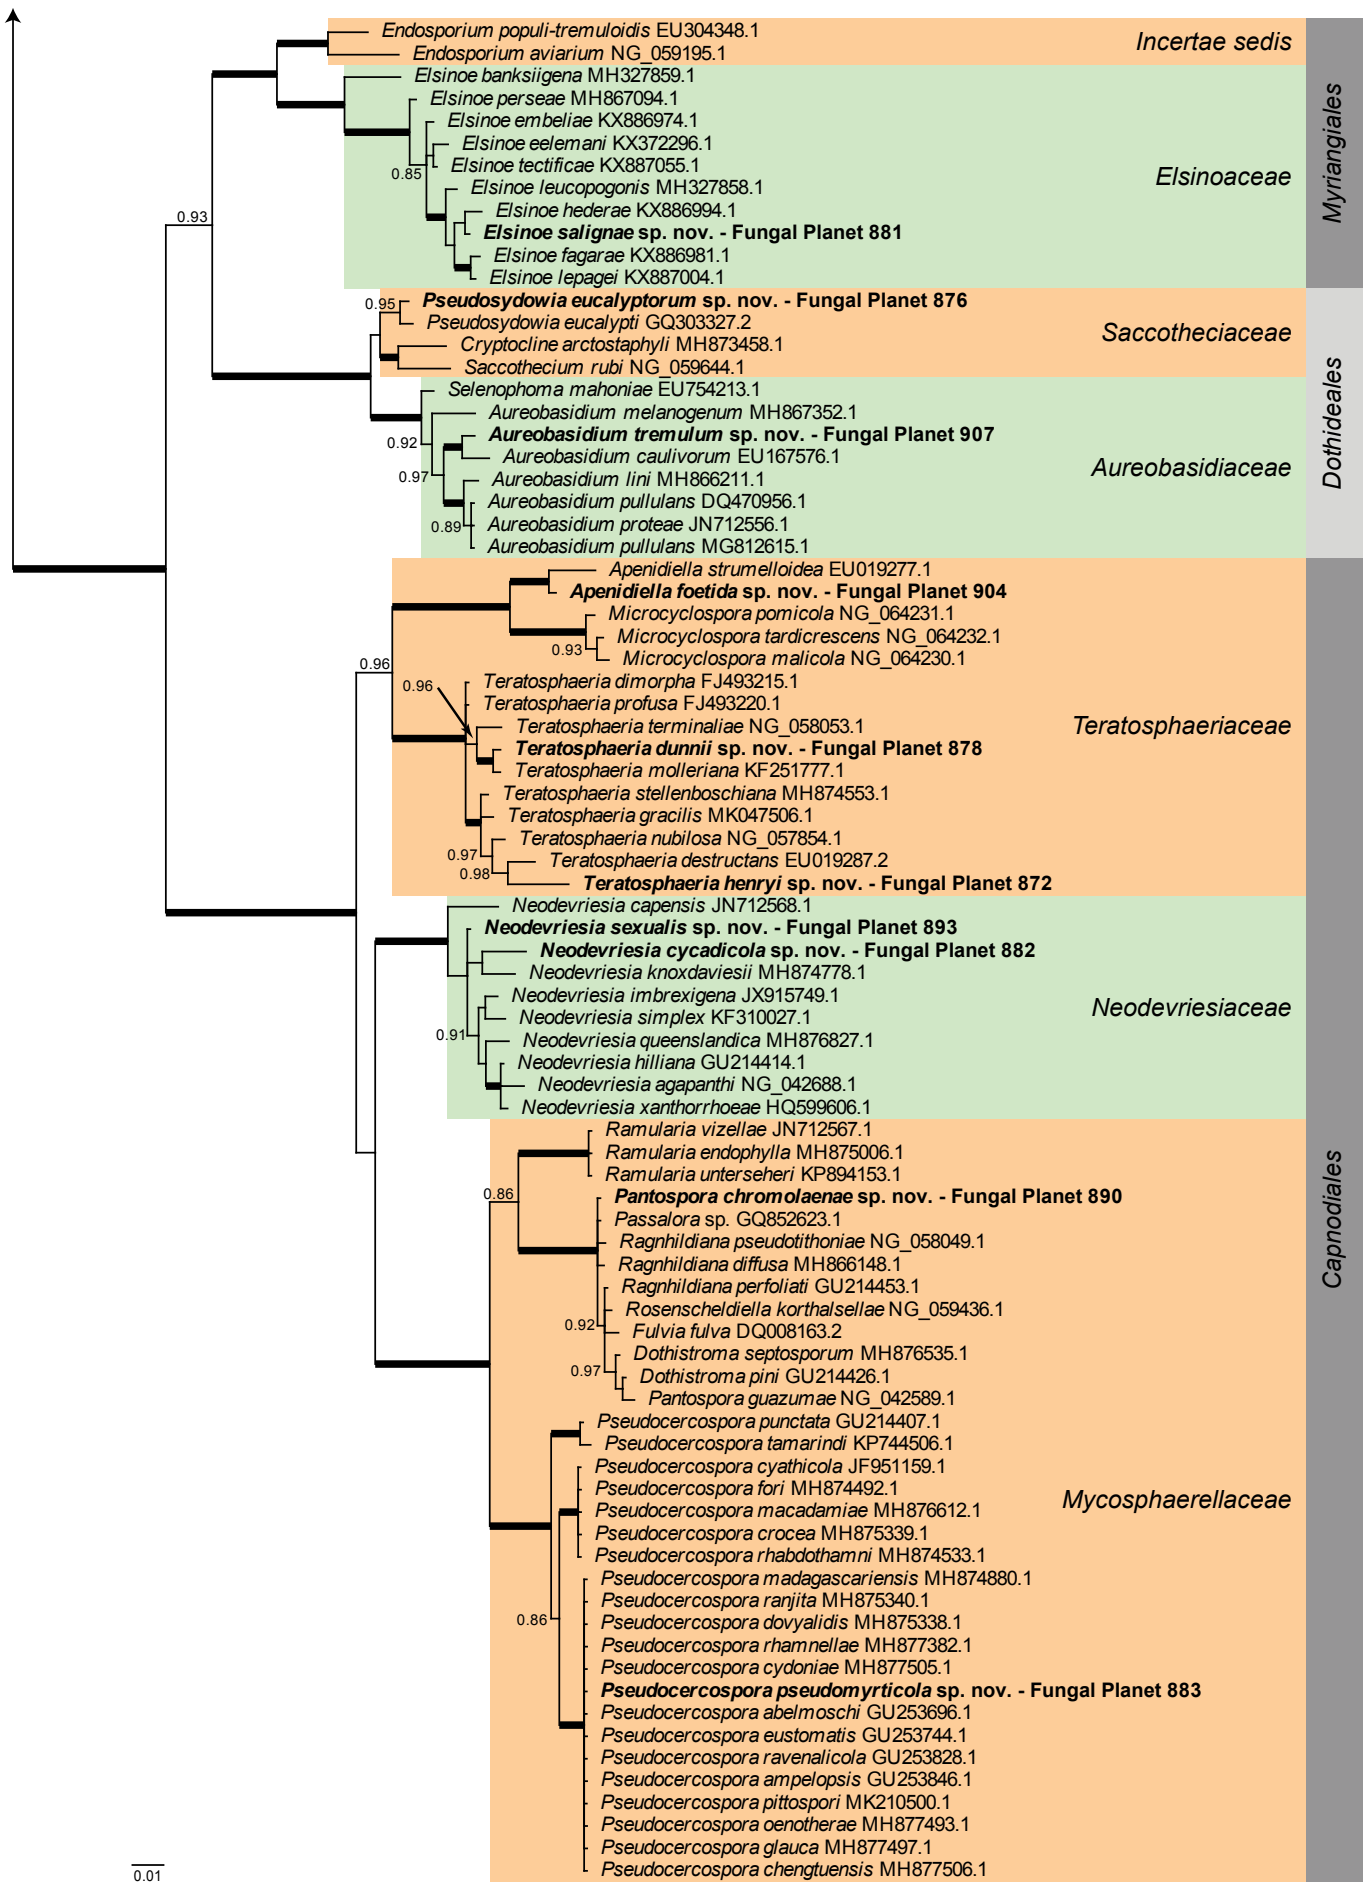 Endosporium populi-tremuloidis EU304348.1
Endosporium aviarium NG_059195.1
Incertae sedis
Elsinoe banksiigena MH327859.1
Elsinoe perseae MH867094.1
Elsinoe embeliae KX886974.1
Elsinoe eelemani KX372296.1
Elsinoe tectificae KX887055.1
0.85
Elsinoe leucopogonis MH327858.1
Elsinoe hederae KX886994.1
Elsinoe salignae sp. nov. - Fungal Planet 881
Elsinoe fagarae KX886981.1
Elsinoe lepagei KX887004.1
Elsinoaceae
Myriangiales
0.93
0.95
Pseudosydowia eucalyptorum sp. nov. - Fungal Planet 876
Pseudosydowia eucalypti GQ303327.2
Cryptocline arctostaphyli MH873458.1
Saccothecium rubi NG_059644.1
Saccotheciaceae
Selenophoma mahoniae EU754213.1
Aureobasidium melanogenum MH867352.1
0.92
Aureobasidium tremulum sp. nov. - Fungal Planet 907
Aureobasidium caulivorum EU167576.1
0.97
Aureobasidium lini MH866211.1
Aureobasidium pullulans DQ470956.1
0.89
Aureobasidium proteae JN712556.1
Aureobasidium pullulans MG812615.1
Aureobasidiaceae
Dothideales
Apenidiella strumelloidea EU019277.1
Apenidiella foetida sp. nov. - Fungal Planet 904
Microcyclospora pomicola NG_064231.1
Microcyclospora tardicrescens NG_064232.1
0.93
Microcyclospora malicola NG_064230.1
0.96
0.96
Teratosphaeria dimorpha FJ493215.1
Teratosphaeria profusa FJ493220.1
Teratosphaeria terminaliae NG_058053.1
Teratosphaeria dunnii sp. nov. - Fungal Planet 878
Teratosphaeria molleriana KF251777.1
Teratosphaeria stellenboschiana MH874553.1
Teratosphaeria gracilis MK047506.1
Teratosphaeria nubilosa NG_057854.1
0.97
Teratosphaeria destructans EU019287.2
0.98
Teratosphaeria henryi sp. nov. - Fungal Planet 872
Teratosphaeriaceae
Neodevriesia capensis JN712568.1
Neodevriesia sexualis sp. nov. - Fungal Planet 893
Neodevriesia cycadicola sp. nov. - Fungal Planet 882
Neodevriesia knoxdaviesii MH874778.1
Neodevriesia imbrexigena JX915749.1
Neodevriesia simplex KF310027.1
0.91
Neodevriesia queenslandica MH876827.1
Neodevriesia hilliana GU214414.1
Neodevriesia agapanthi NG_042688.1
Neodevriesia xanthorrhoeae HQ599606.1
Neodevriesiaceae
Ramularia vizellae JN712567.1
Ramularia endophylla MH875006.1
Ramularia unterseheri KP894153.1
0.86
Pantospora chromolaenae sp. nov. - Fungal Planet 890
Passalora sp. GQ852623.1
Ragnhildiana pseudotithoniae NG_058049.1
Ragnhildiana diffusa MH866148.1
Ragnhildiana perfoliati GU214453.1
Rosenscheldiella korthalsellae NG_059436.1
0.92
Fulvia fulva DQ008163.2
Dothistroma septosporum MH876535.1
0.97
Dothistroma pini GU214426.1
Pantospora guazumae NG_042589.1
Pseudocercospora punctata GU214407.1
Pseudocercospora tamarindi KP744506.1
Pseudocercospora cyathicola JF951159.1
Pseudocercospora fori MH874492.1
Pseudocercospora macadamiae MH876612.1
Pseudocercospora crocea MH875339.1
Pseudocercospora rhabdothamni MH874533.1
Mycosphaerellaceae
Capnodiales
Pseudocercospora madagascariensis MH874880.1
Pseudocercospora ranjita MH875340.1
0.86
Pseudocercospora dovyalidis MH875338.1
Pseudocercospora rhamnellae MH877382.1
Pseudocercospora cydoniae MH877505.1
Pseudocercospora pseudomyrticola sp. nov. - Fungal Planet 883
Pseudocercospora abelmoschi GU253696.1
Pseudocercospora eustomatis GU253744.1
Pseudocercospora ravenalicola GU253828.1
Pseudocercospora ampelopsis GU253846.1
Pseudocercospora pittospori MK210500.1
Pseudocercospora oenotherae MH877493.1
Pseudocercospora glauca MH877497.1
Pseudocercospora chengtuensis MH877506.1
0.01